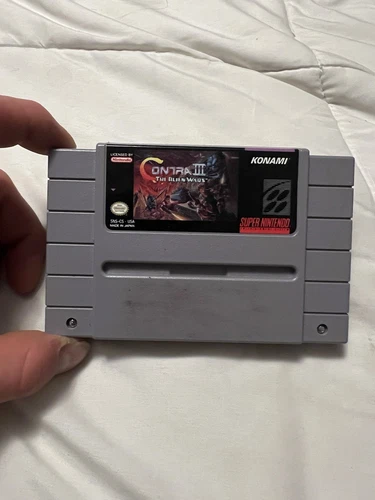 LICENSED BY
Nintendo
CONTRA III
THE ALIEN WARS
KONAMI
SNS-CS USA
MADE IN JAPAN
SUPER NINTENDO